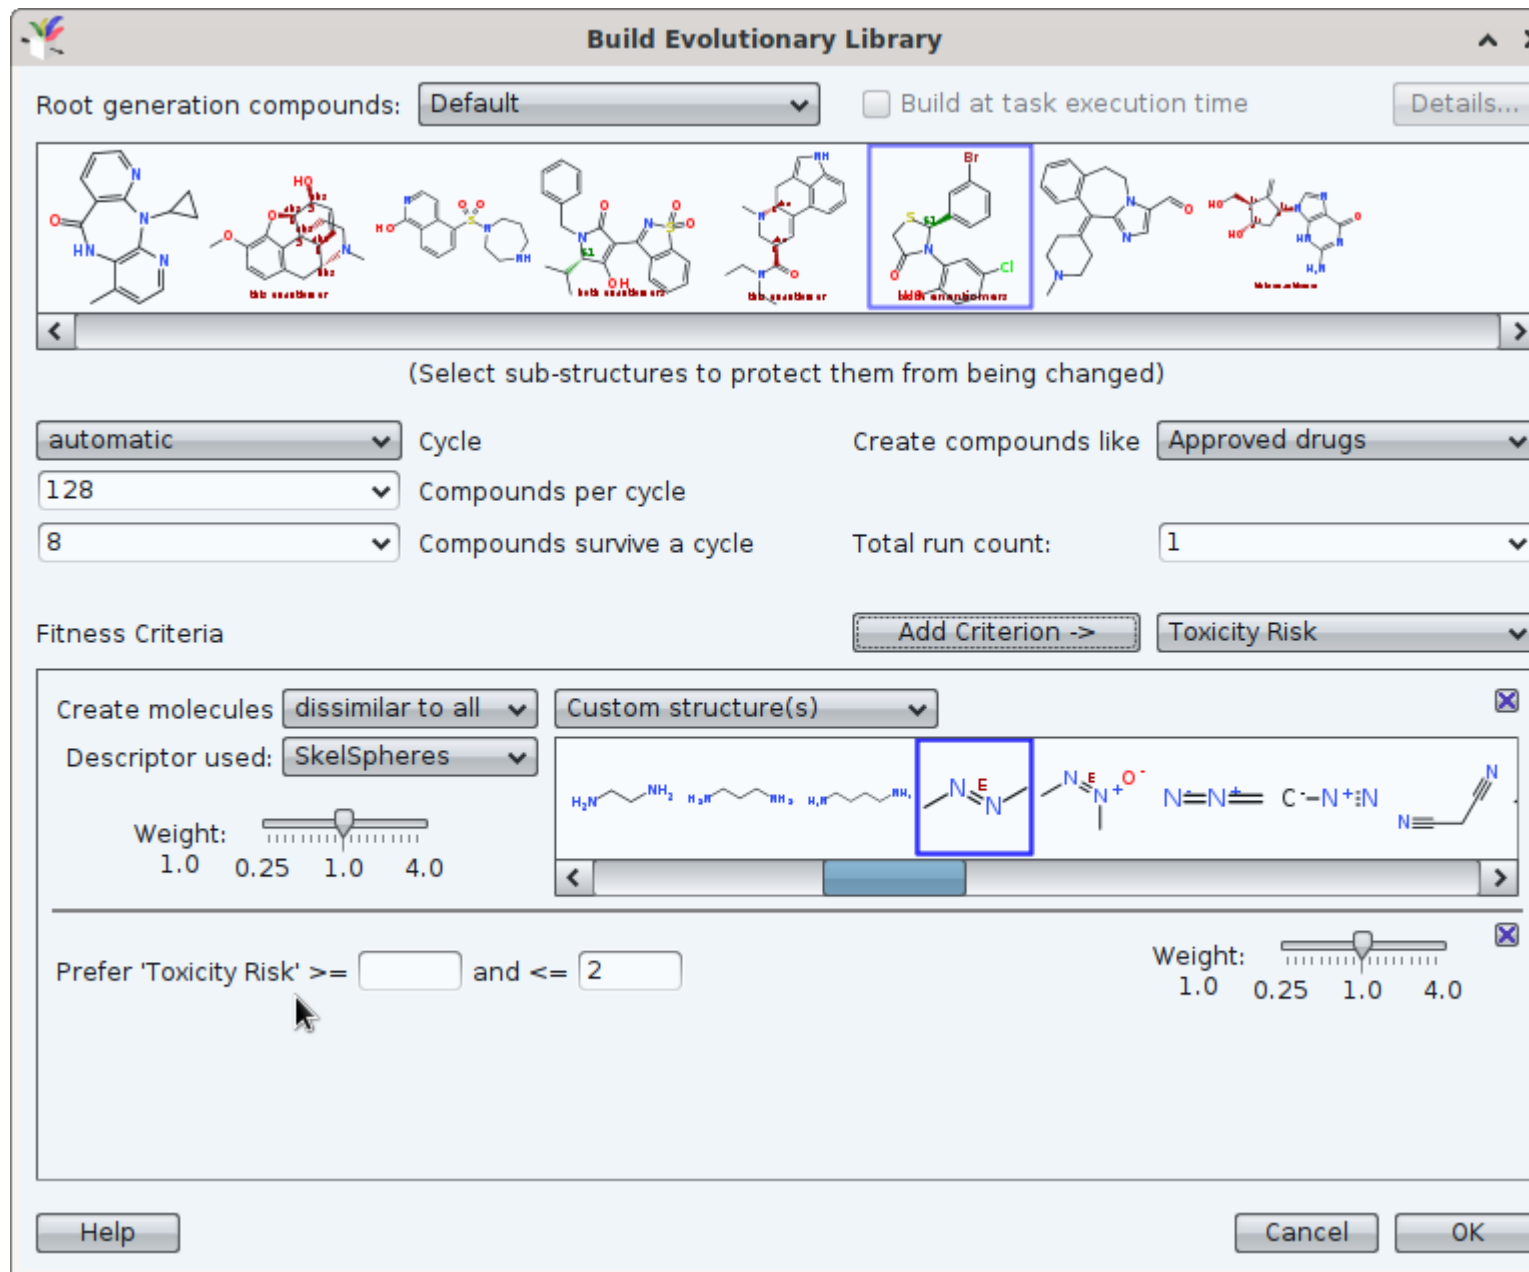 Build Evolutionary Library
Root generation compounds: Default Build at task execution time Details...
(Select sub-structures to protect them from being changed)
automatic Cycle Create compounds like Approved drugs
128 Compounds per cycle
8 Compounds survive a cycle Total run count: 1
Fitness Criteria Add Criterion -> Toxicity Risk
Create molecules dissimilar to all Custom structure(s)
Descriptor used: SkelSpheres
Weight:
1.0 0.25 1.0 4.0
Prefer 'Toxicity Risk' >= and <= 2 Weight:
1.0 0.25 1.0 4.0
Help Cancel OK